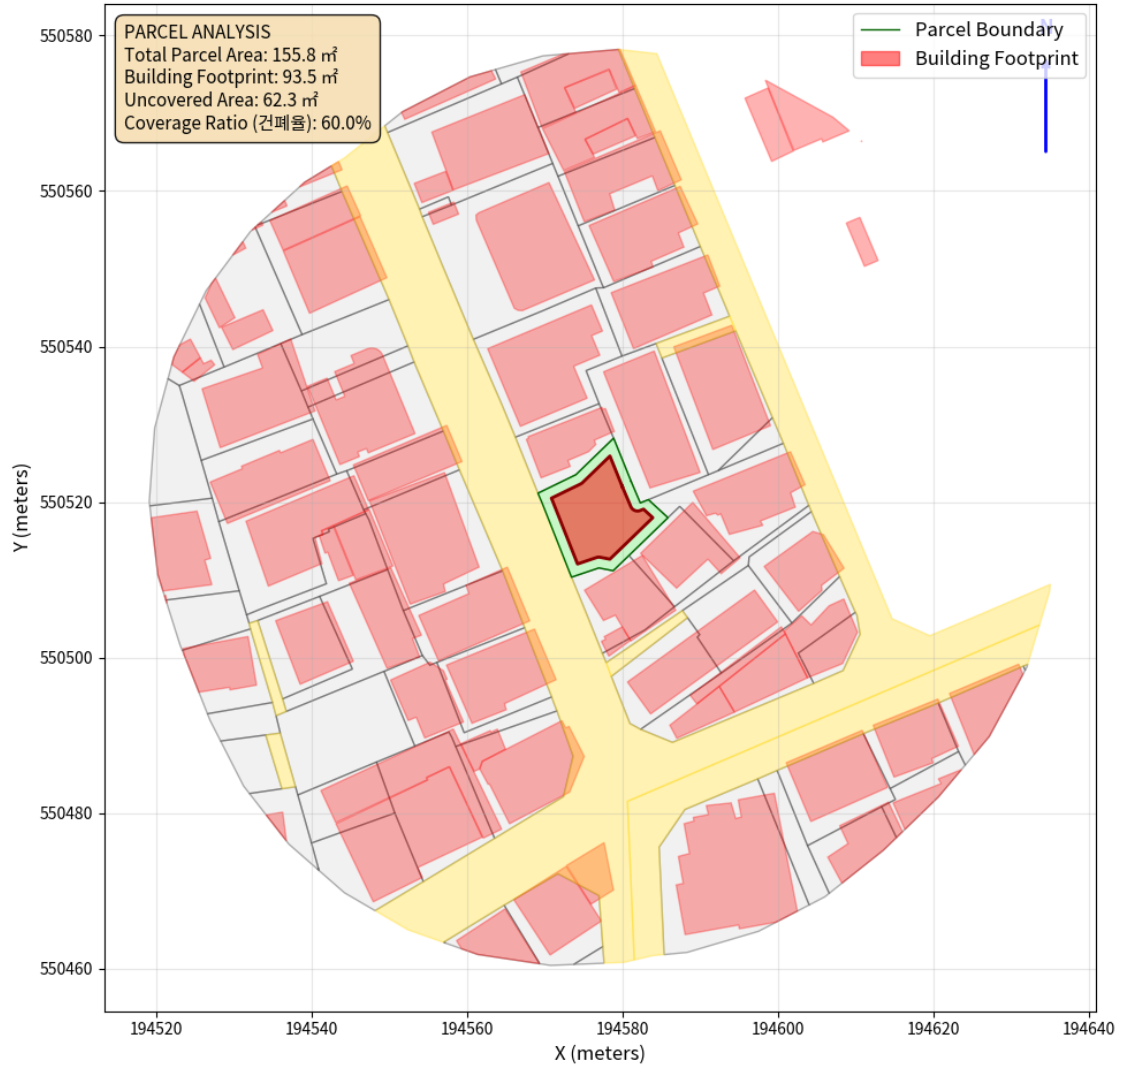 PARCEL ANALYSIS
Total Parcel Area: 155.8 ㎡
Building Footprint: 93.5 ㎡
Uncovered Area: 62.3 ㎡
Coverage Ratio (건폐율): 60.0%
Parcel Boundary
Building Footprint
N
550580
550560
550540
550520
550500
550480
550460
Y (meters)
194520
194540
194560
194580
194600
194620
194640
X (meters)